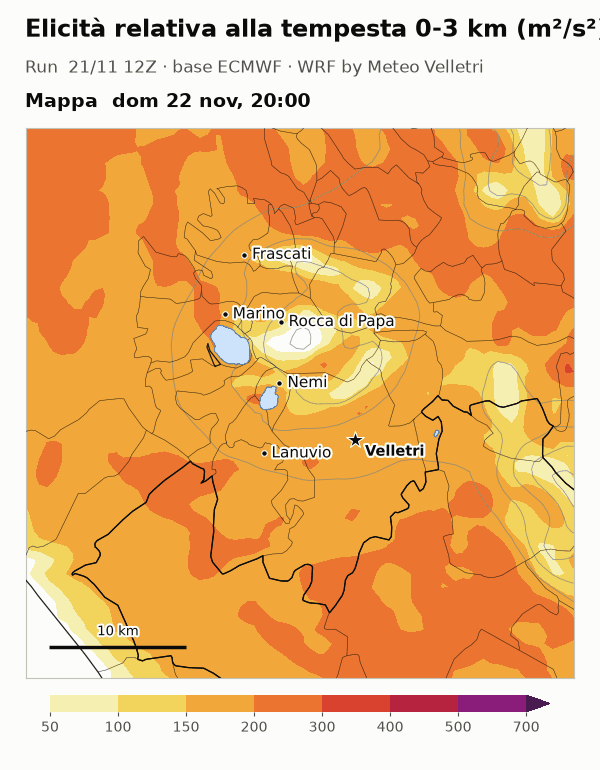 Elicità relativa alla tempesta 0-3 km (m²/s²)
Run 21/11 12Z · base ECMWF · WRF by Meteo Velletri
Mappa dom 22 nov, 20:00
Frascati
Marino
Rocca di Papa
Nemi
Velletri
Lanuvio
10 km
50 100 150 200 300 400 500 700